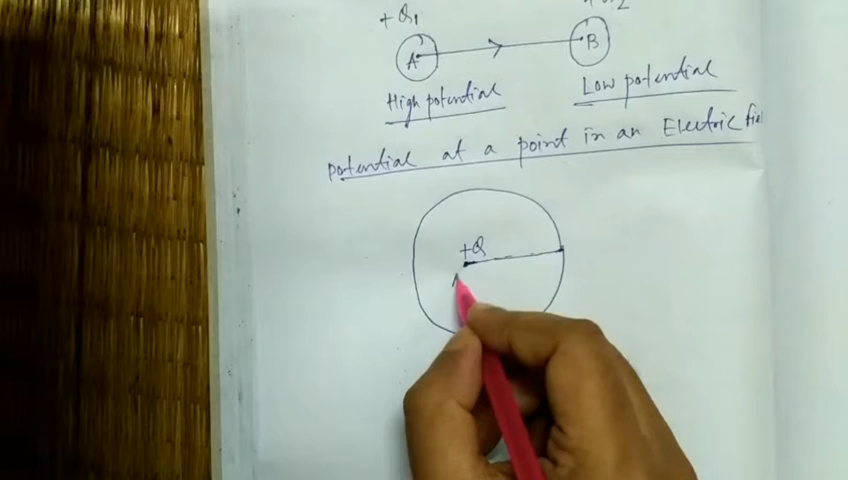 +Q1
A B
High potential Low potential
potential at a point in an Electric
+Q